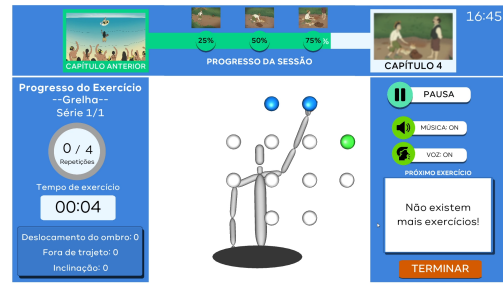 16:45
25%
50%
75%
%
CAPÍTULO ANTERIOR
PROGRESSO DA SESSÃO
CAPÍTULO 4
Progresso do Exercício
--Grelha--
Série 1/1
0 / 4
Repetições
Tempo de exercício
00:04
Deslocamento do ombro: 0
Fora de trajeto: 0
Inclinação: 0
PAUSA
MÚSICA: ON
VOZ: ON
PRÓXIMO EXERCÍCIO
Não existem
mais exercícios!
TERMINAR